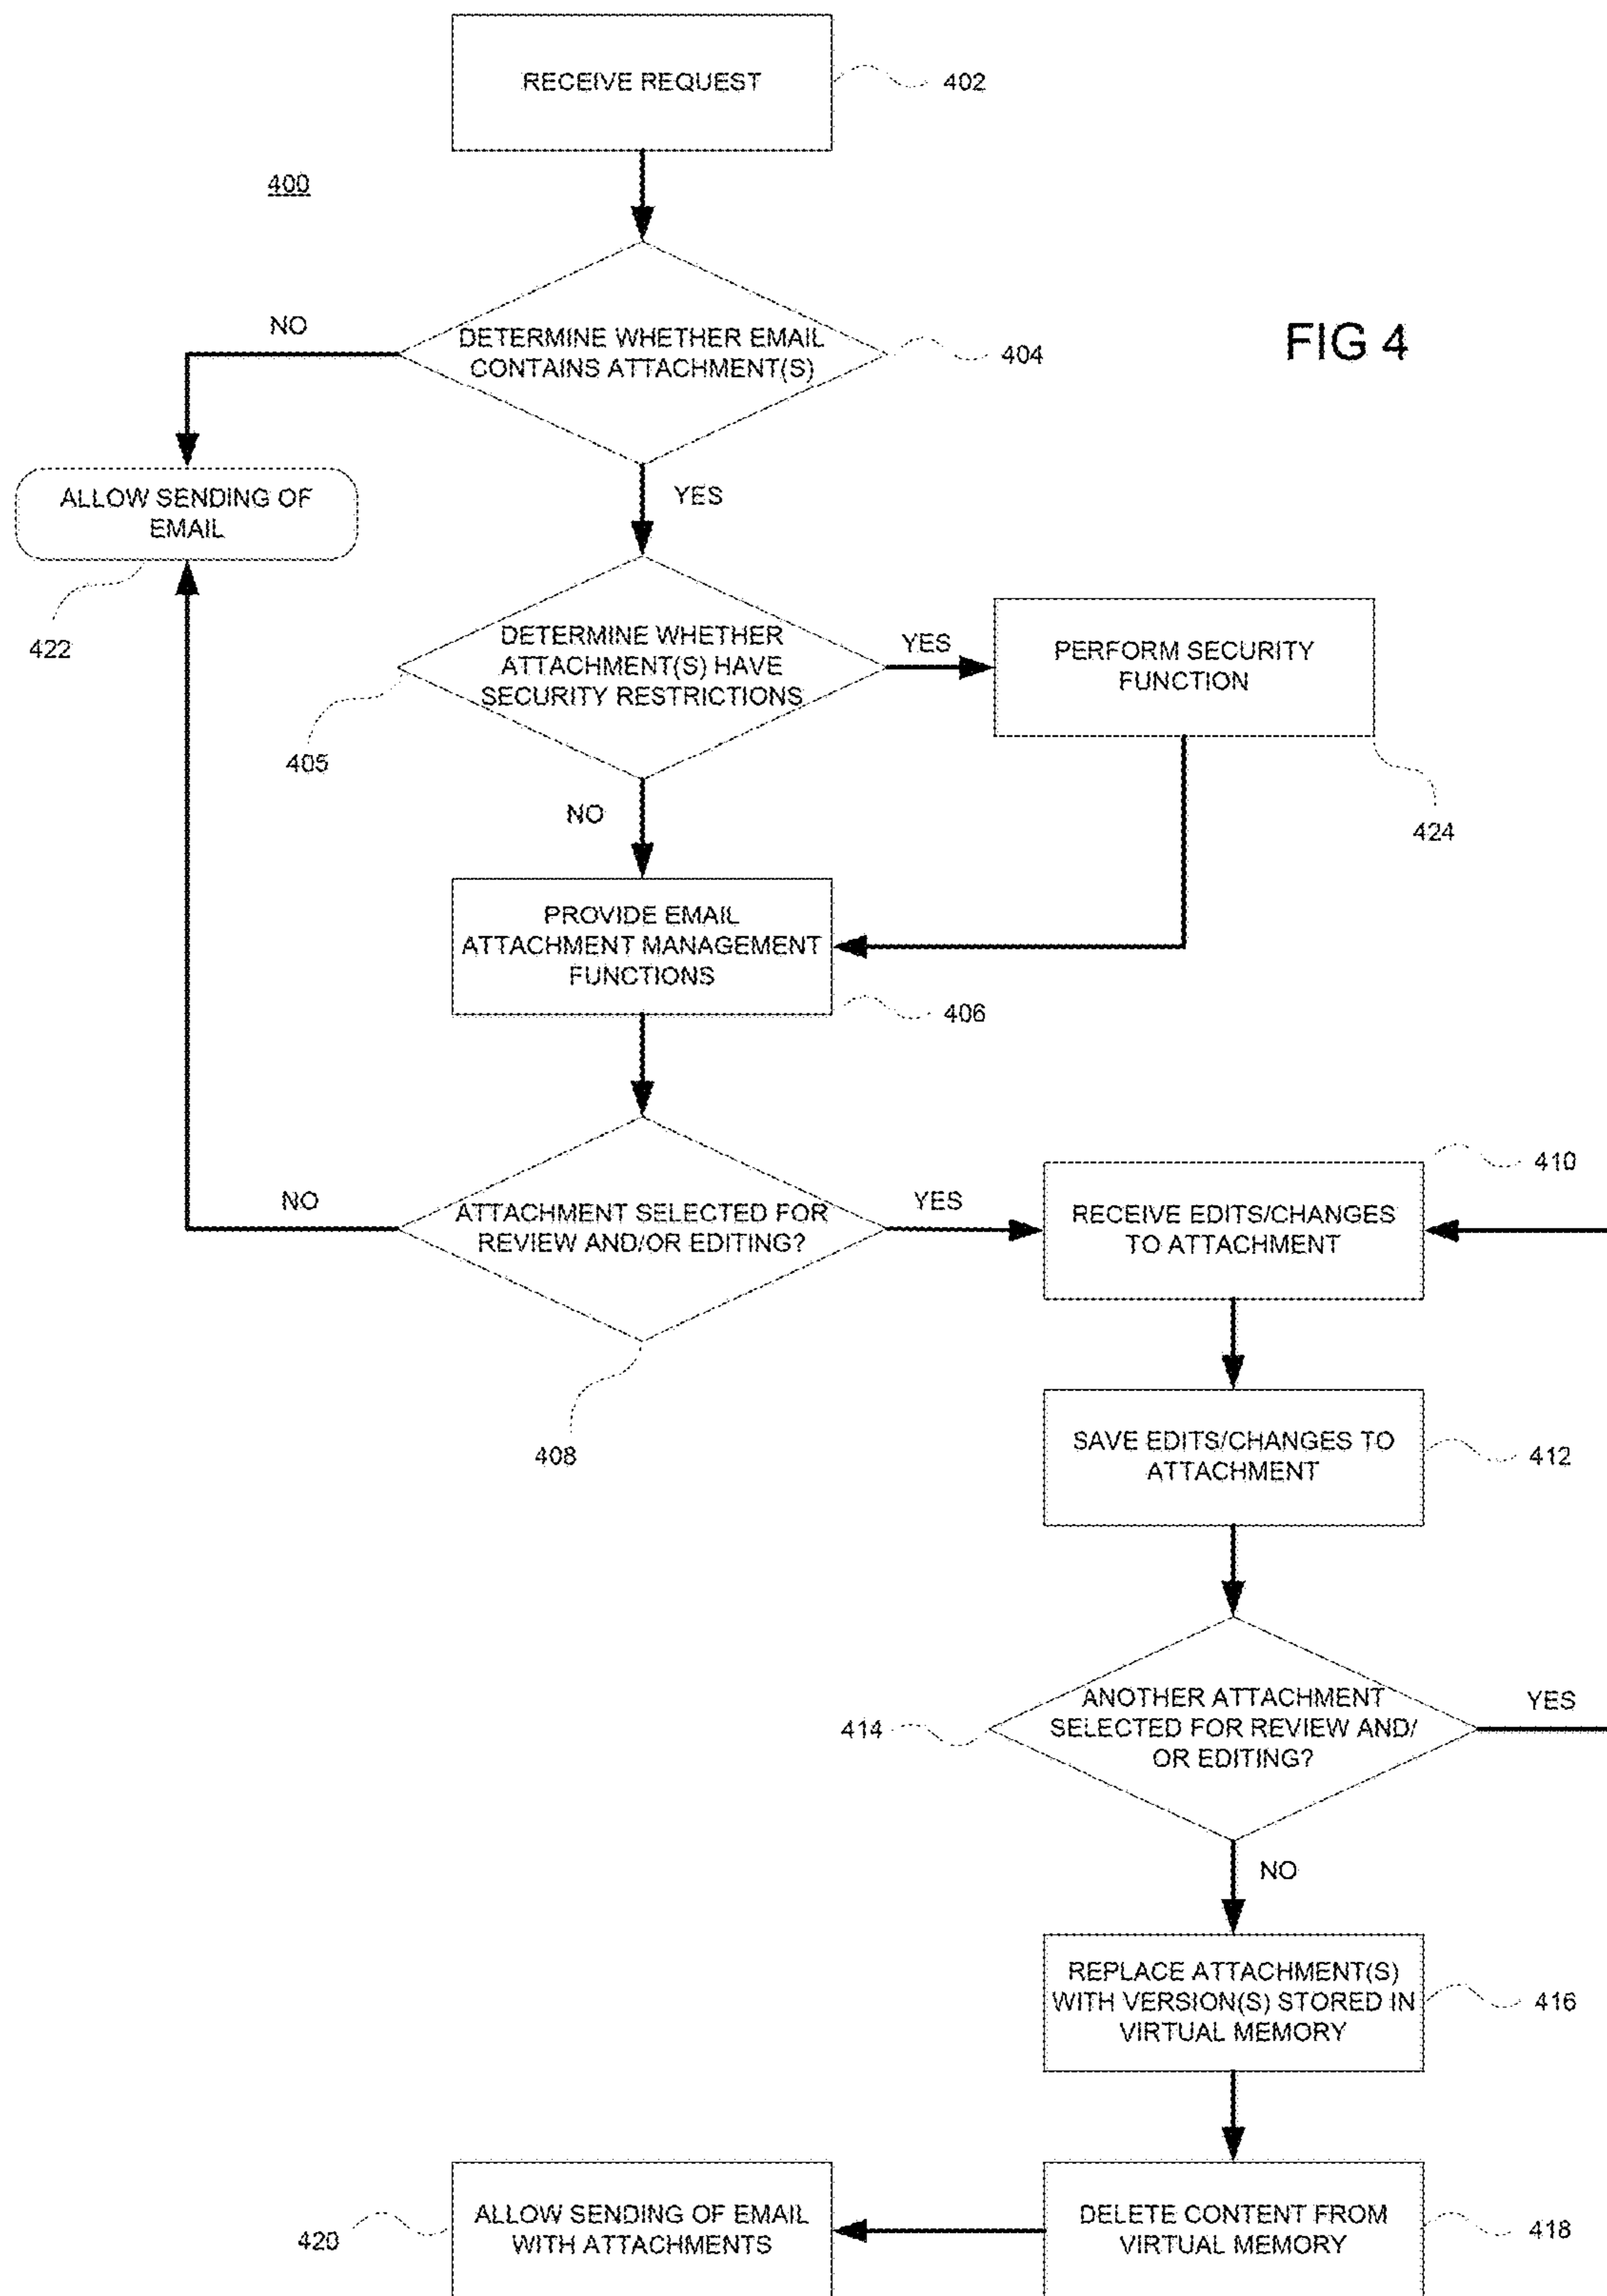 RECEIVE REQUEST
402
400
NO
DETERMINE WHETHER EMAIL
CONTAINS ATTACHMENT(S)
404
FIG 4
YES
ALLOW SENDING OF
EMAIL
422
DETERMINE WHETHER
ATTACHMENT(S) HAVE
SECURITY RESTRICTIONS
405
YES
PERFORM SECURITY
FUNCTION
424
NO
PROVIDE EMAIL
ATTACHMENT MANAGEMENT
FUNCTIONS
406
NO
ATTACHMENT SELECTED FOR
REVIEW AND/OR EDITING?
408
YES
RECEIVE EDITS/CHANGES
TO ATTACHMENT
410
SAVE EDITS/CHANGES TO
ATTACHMENT
412
414
ANOTHER ATTACHMENT
SELECTED FOR REVIEW AND/
OR EDITING?
YES
NO
REPLACE ATTACHMENT(S)
WITH VERSION(S) STORED IN
VIRTUAL MEMORY
416
420
ALLOW SENDING OF EMAIL
WITH ATTACHMENTS
DELETE CONTENT FROM
VIRTUAL MEMORY
418